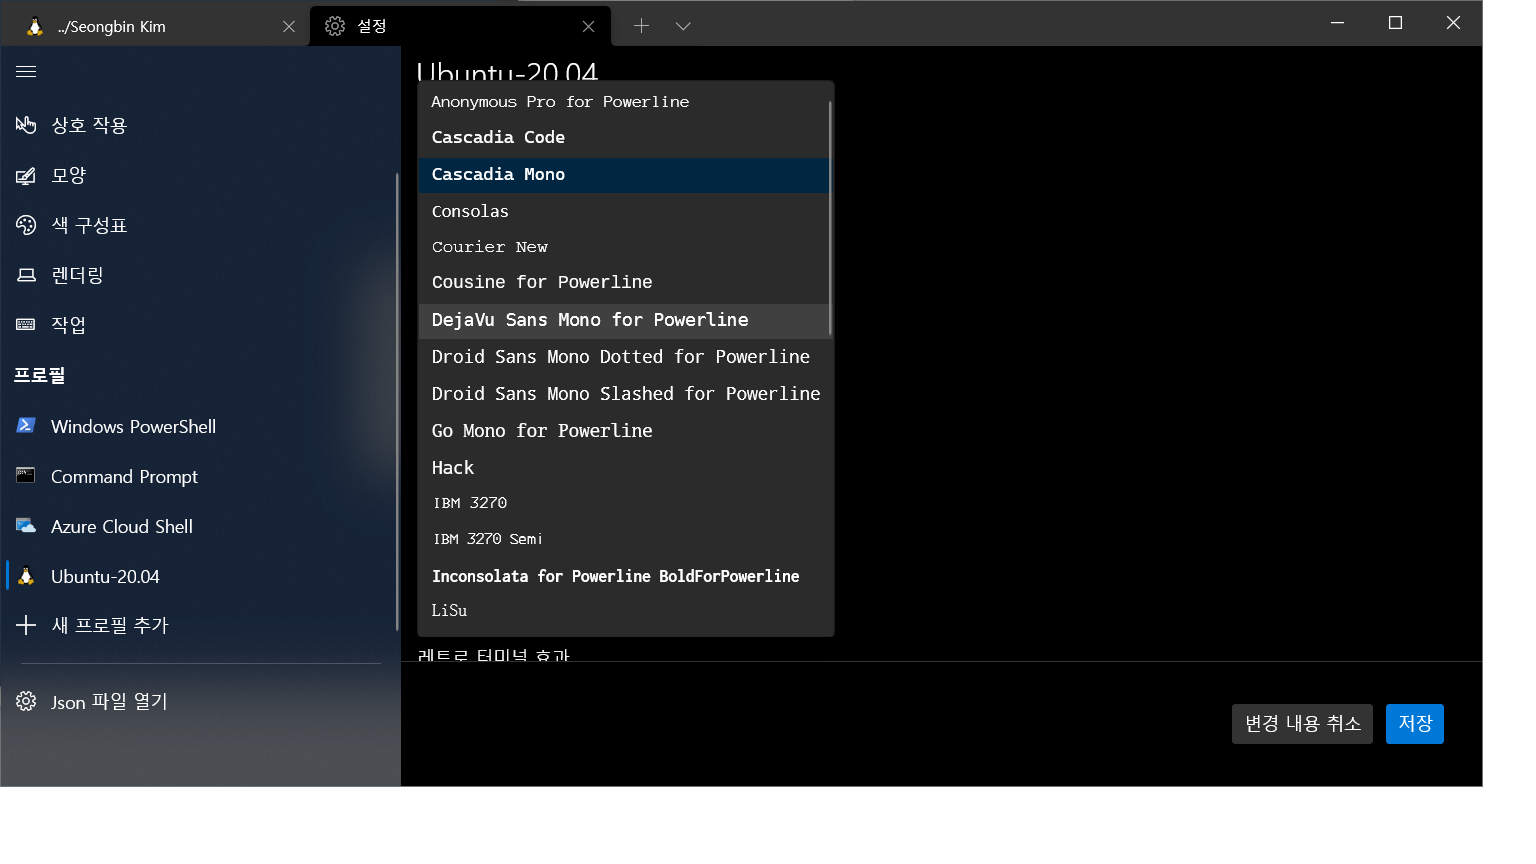 ../Seongbin Kim
설정
Ubuntu-20.04
상호 작용
모양
색 구성표
렌더링
작업
프로필
Windows PowerShell
Command Prompt
Azure Cloud Shell
Ubuntu-20.04
새 프로필 추가
Json 파일 열기
Anonymous Pro for Powerline
Cascadia Code
Cascadia Mono
Consolas
Courier New
Cousine for Powerline
DejaVu Sans Mono for Powerline
Droid Sans Mono Dotted for Powerline
Droid Sans Mono Slashed for Powerline
Go Mono for Powerline
Hack
IBM 3270
IBM 3270 Semi
Inconsolata for Powerline BoldForPowerline
LiSu
레트로 터미널 효과
변경 내용 취소
저장